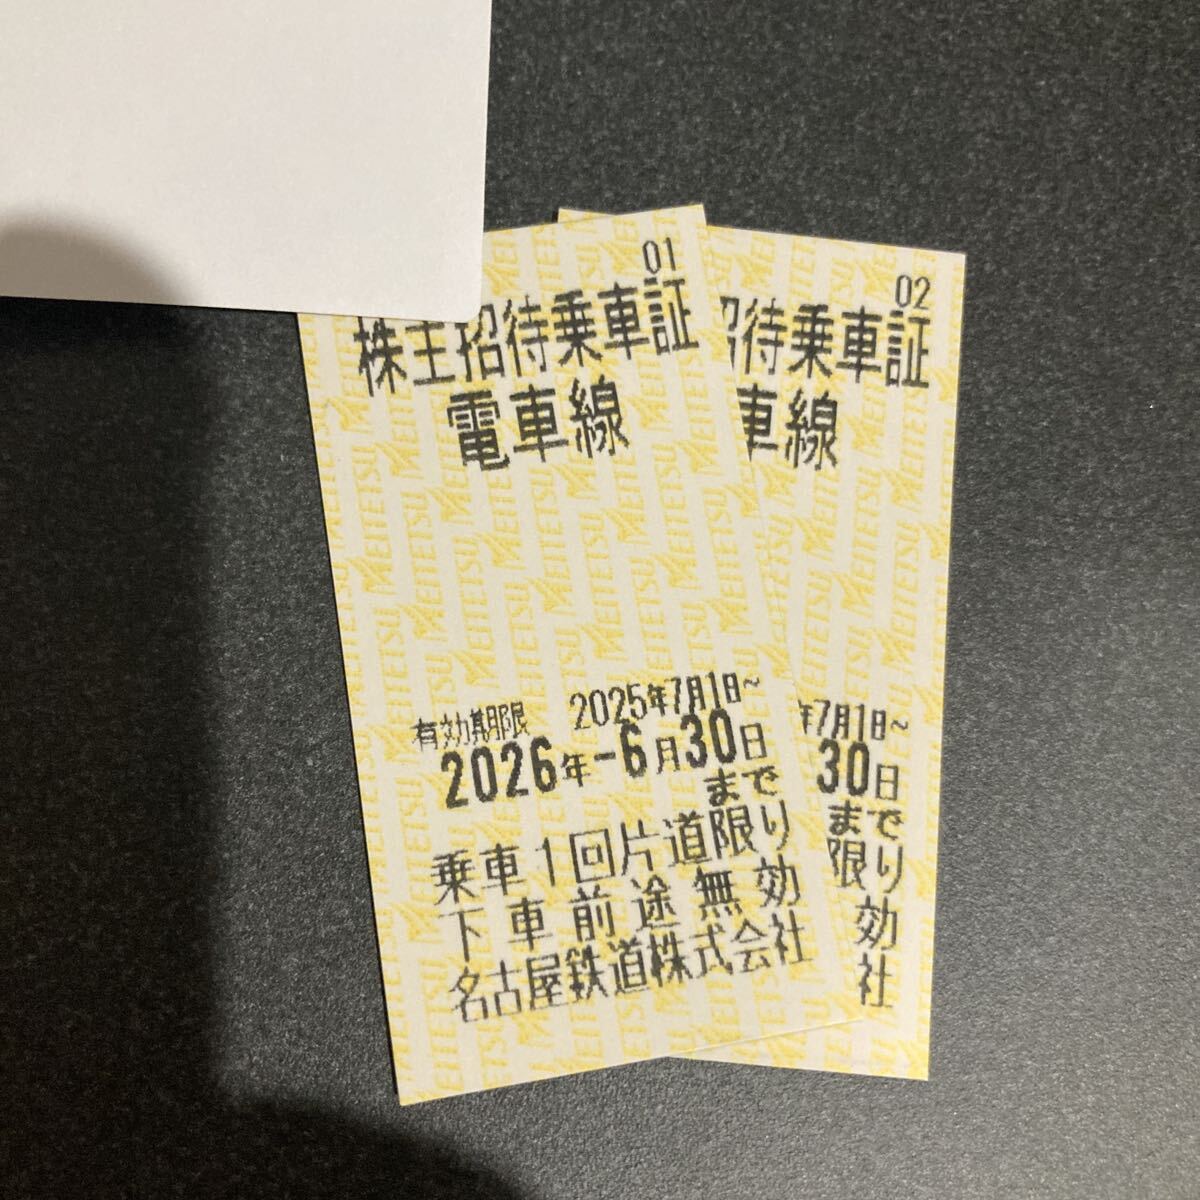 01
株主招待乗車証
電車線
有効期限 2025年7月1日~
2026年-6月30日
まで
乗車1回片道限り
下車前途無効
名古屋鉄道株式会社
02
招待乗車証
車線
年7月1日~
30日
まで
限り
効
社
MEITETSU